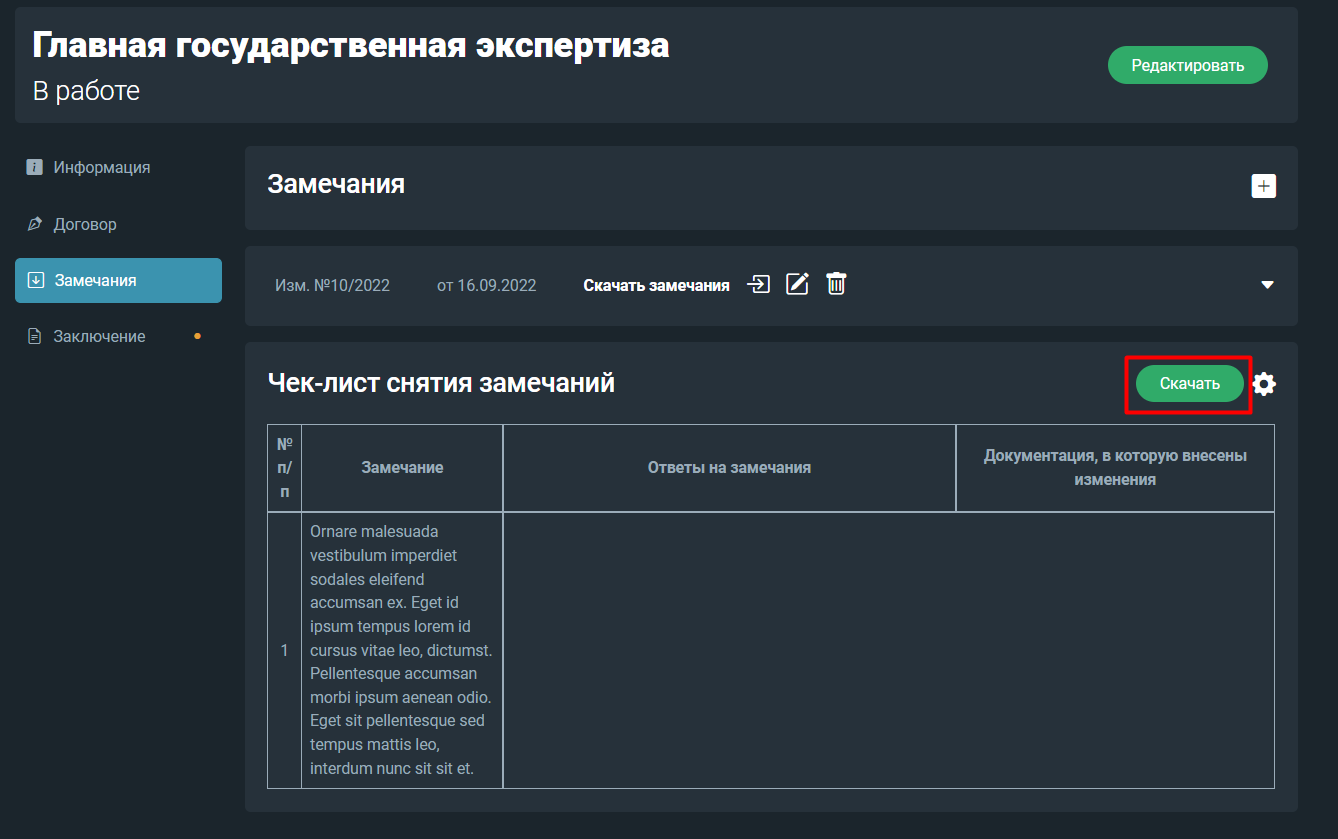 Главная государственная экспертиза
В работе
Редактировать
Информация
Договор
Замечания
Заключение
Замечания
Изм. №10/2022 от 16.09.2022 Скачать замечания
Чек-лист снятия замечаний
Скачать
№
п/
п
Замечание
Ответы на замечания
Документация, в которую внесены
изменения
1
Ornare malesuada
vestibulum imperdiet
sodales eleifend
accumsan ex. Eget id
ipsum tempus lorem id
cursus vitae leo, dictumst.
Pellentesque accumsan
morbi ipsum aenean odio.
Eget sit pellentesque sed
tempus mattis leo,
interdum nunc sit sit et.